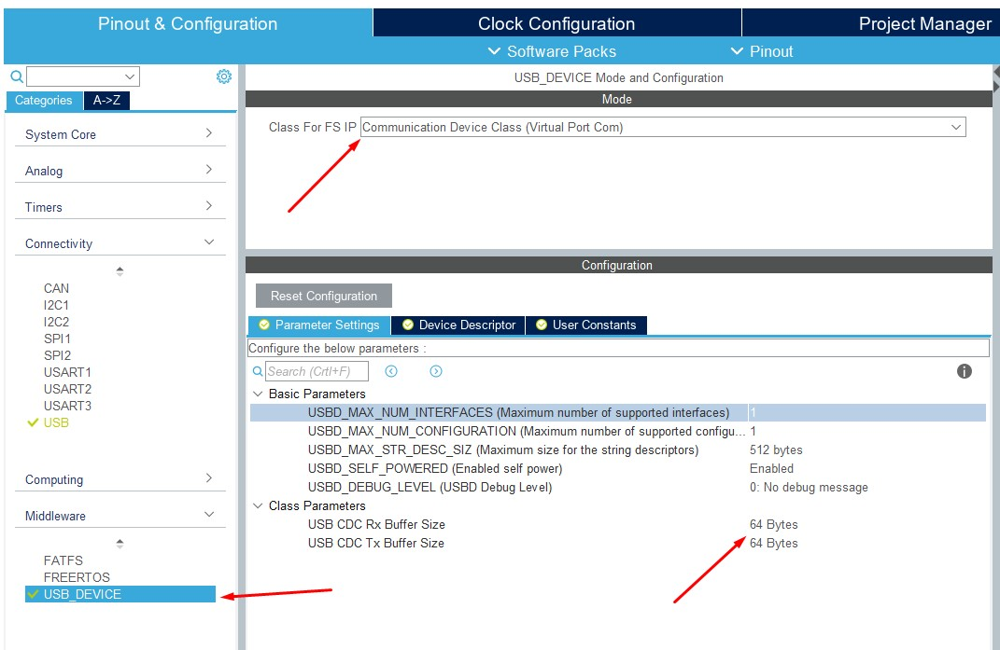 Pinout & Configuration
Clock Configuration
Project Manager
Software Packs
Pinout
Categories
A->Z
System Core
Analog
Timers
Connectivity
CAN
I2C1
I2C2
SPI1
SPI2
USART1
USART2
USART3
USB
Computing
Middleware
FATFS
FREERTOS
USB_DEVICE
USB_DEVICE Mode and Configuration
Mode
Class For FS IP Communication Device Class (Virtual Port Com)
Configuration
Reset Configuration
Parameter Settings
Device Descriptor
User Constants
Configure the below parameters :
Search (Crtl+F)
Basic Parameters
USBD_MAX_NUM_INTERFACES (Maximum number of supported interfaces) 1
USBD_MAX_NUM_CONFIGURATION (Maximum number of supported configu... 1
USBD_MAX_STR_DESC_SIZ (Maximum size for the string descriptors) 512 bytes
USBD_SELF_POWERED (Enabled self power) Enabled
USBD_DEBUG_LEVEL (USBD Debug Level) 0: No debug message
Class Parameters
USB CDC Rx Buffer Size 64 Bytes
USB CDC Tx Buffer Size 64 Bytes